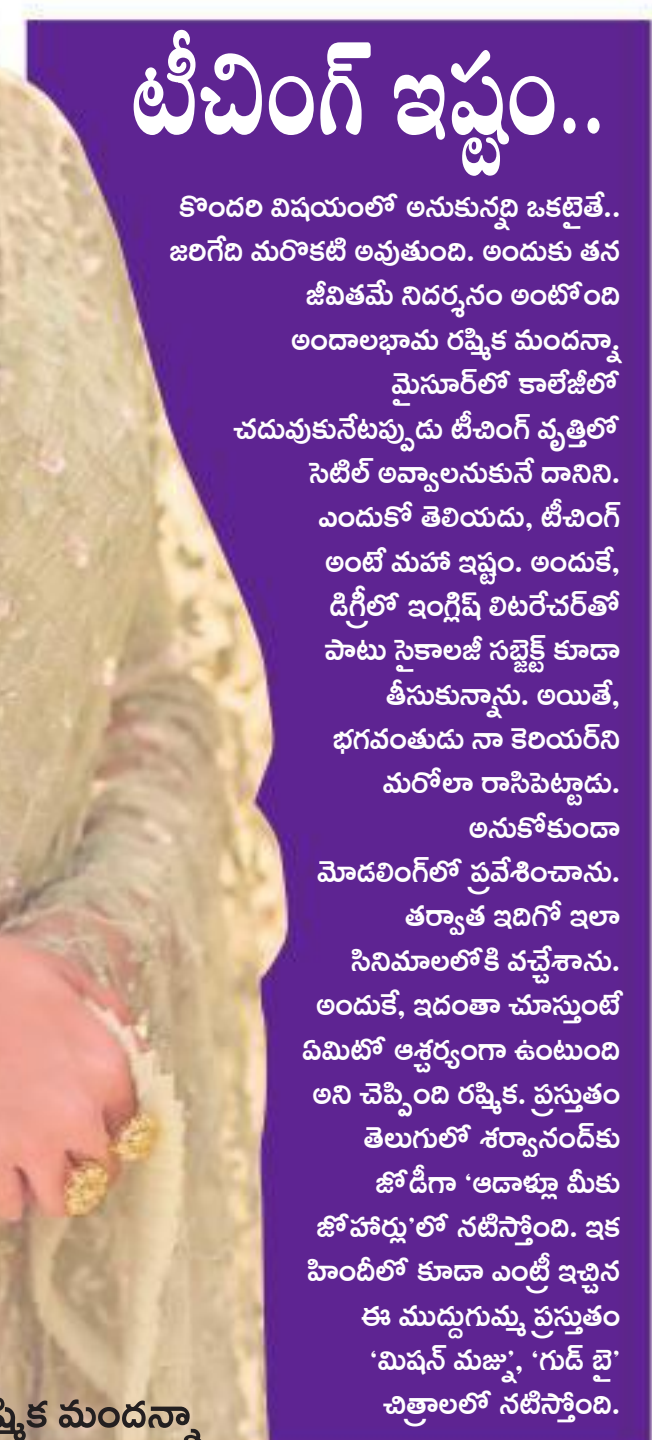 టీచింగ్ ఇష్టం..
కొందరి విషయంలో అనుకున్నది ఒకటైతే..
జరిగేది మరొకటి అవుతుంది. అందుకు తన
జీవితమే నిదర్శనం అంటోంది
అందాలభామ రష్మిక మందన్నా
మైసూర్‌లో కాలేజీలో
చదువుకునేటప్పుడు టీచింగ్ వృత్తిలో
సెటిల్ అవ్వాలనుకునే దానిని.
ఎందుకో తెలియదు, టీచింగ్
అంటే మహా ఇష్టం. అందుకే,
డిగ్రీలో ఇంగ్లిష్ లిటరేచర్‌తో
పాటు సైకాలజీ సబ్జెక్ట్ కూడా
తీసుకున్నాను. అయితే,
భగవంతుడు నా కెరియర్‌ని
మరోలా రాసిపెట్టాడు.
అనుకోకుండా
మోడలింగ్‌లో ప్రవేశించాను.
తర్వాత ఇదిగో ఇలా
సినిమాలలోకి వచ్చేశాను.
అందుకే, ఇదంతా చూస్తుంటే
ఏమిటో ఆశ్చర్యంగా ఉంటుంది
అని చెప్పింది రష్మిక. ప్రస్తుతం
తెలుగులో శర్వానంద్‌కు
జోడీగా ‘ఆడాళ్లూ మీకు
జోహార్లు’లో నటిస్తోంది. ఇక
హిందీలో కూడా ఎంట్రీ ఇచ్చిన
ఈ ముద్దుగుమ్మ ప్రస్తుతం
‘మిషన్ మజ్ను’, ‘గుడ్ బై’
చిత్రాలలో నటిస్తోంది.
మందన్నా